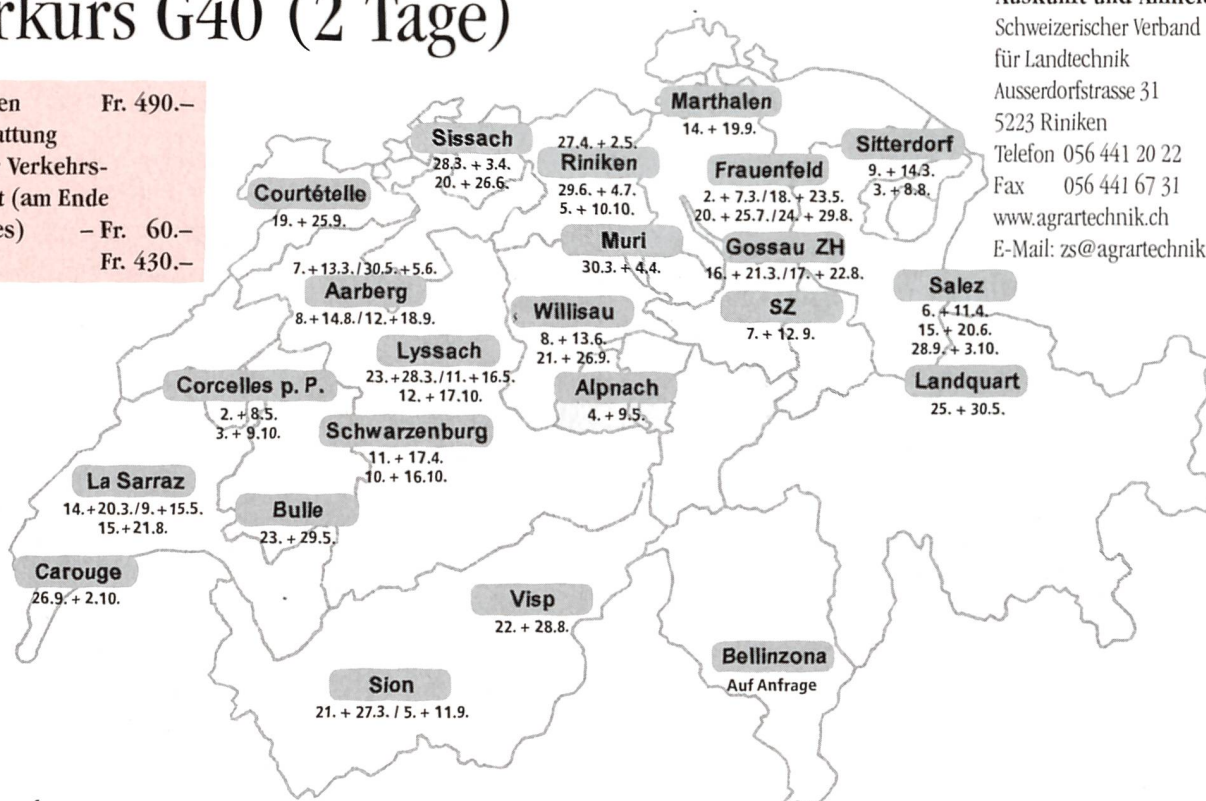 rkurs G40 (2 Tage)
en Fr. 490.–
attung
Verkehrs-
t (am Ende
es) – Fr. 60.–
Fr. 430.–
Schweizerischer Verband
für Landtechnik
Ausserdorfstrasse 31
5223 Riniken
Telefon 056 441 20 22
Fax 056 441 67 31
www.agrartechnik.ch
E-Mail: zs@agrartechnik
Marthalen
14. + 19.9.
Sissach
28.3. + 3.4.
20. + 26.6.
27.4. + 2.5.
Riniken
29.6. + 4.7.
5. + 10.10.
Sitterdorf
9. + 14.3.
3. + 8.8.
Frauenfeld
2. + 7.3./18. + 23.5.
20. + 25.7./24. + 29.8.
Courtételle
19. + 25.9.
Muri
30.3. + 4.4.
Gossau ZH
16. + 21.3./17. + 22.8.
7. + 13.3./30.5. + 5.6.
Aarberg
8. + 14.8./12. + 18.9.
Salez
6. + 11.4.
15. + 20.6.
28.9. + 3.10.
Willisau
8. + 13.6.
21. + 26.9.
SZ
7. + 12. 9.
Lyssach
23. + 28.3./11. + 16.5.
12. + 17.10.
Corcelles p. P.
2. + 8.5.
3. + 9.10.
Alpnach
4. + 9.5.
Landquart
25. + 30.5.
Schwarzenburg
11. + 17.4.
10. + 16.10.
La Sarraz
14. + 20.3./9. + 15.5.
15. + 21.8.
Bulle
23. + 29.5.
Carouge
26.9. + 2.10.
Visp
22. + 28.8.
Bellinzona
Auf Anfrage
Sion
21. + 27.3. / 5. + 11.9.